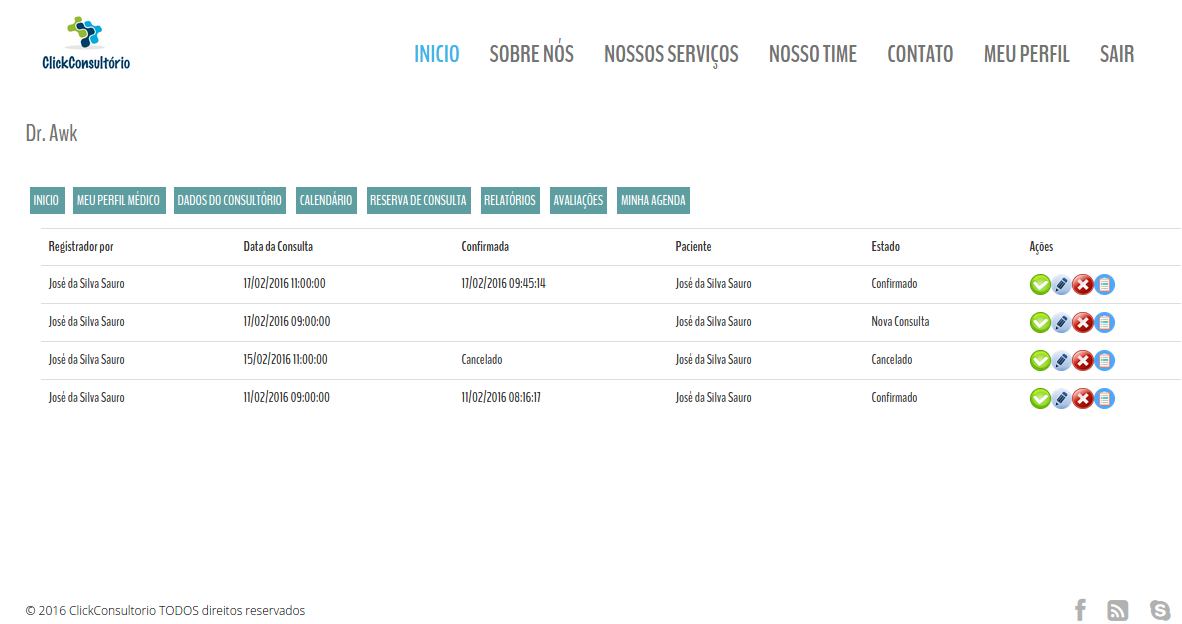 ClickConsultório
INICIO SOBRE NÓS NOSSOS SERVIÇOS NOSSO TIME CONTATO MEU PERFIL SAIR
Dr. Awk
INICIO MEU PERFIL MÉDICO DADOS DO CONSULTÓRIO CALENDÁRIO RESERVA DE CONSULTA RELATÓRIOS AVALIAÇÕES MINHA AGENDA
Registrador por Data da Consulta Confirmada Paciente Estado Ações
José da Silva Sauro 17/02/2016 11:00:00 17/02/2016 09:45:14 José da Silva Sauro Confirmado
José da Silva Sauro 17/02/2016 09:00:00 José da Silva Sauro Nova Consulta
José da Silva Sauro 15/02/2016 11:00:00 Cancelado José da Silva Sauro Cancelado
José da Silva Sauro 11/02/2016 09:00:00 11/02/2016 08:16:17 José da Silva Sauro Confirmado
© 2016 ClickConsultorio TODOS direitos reservados